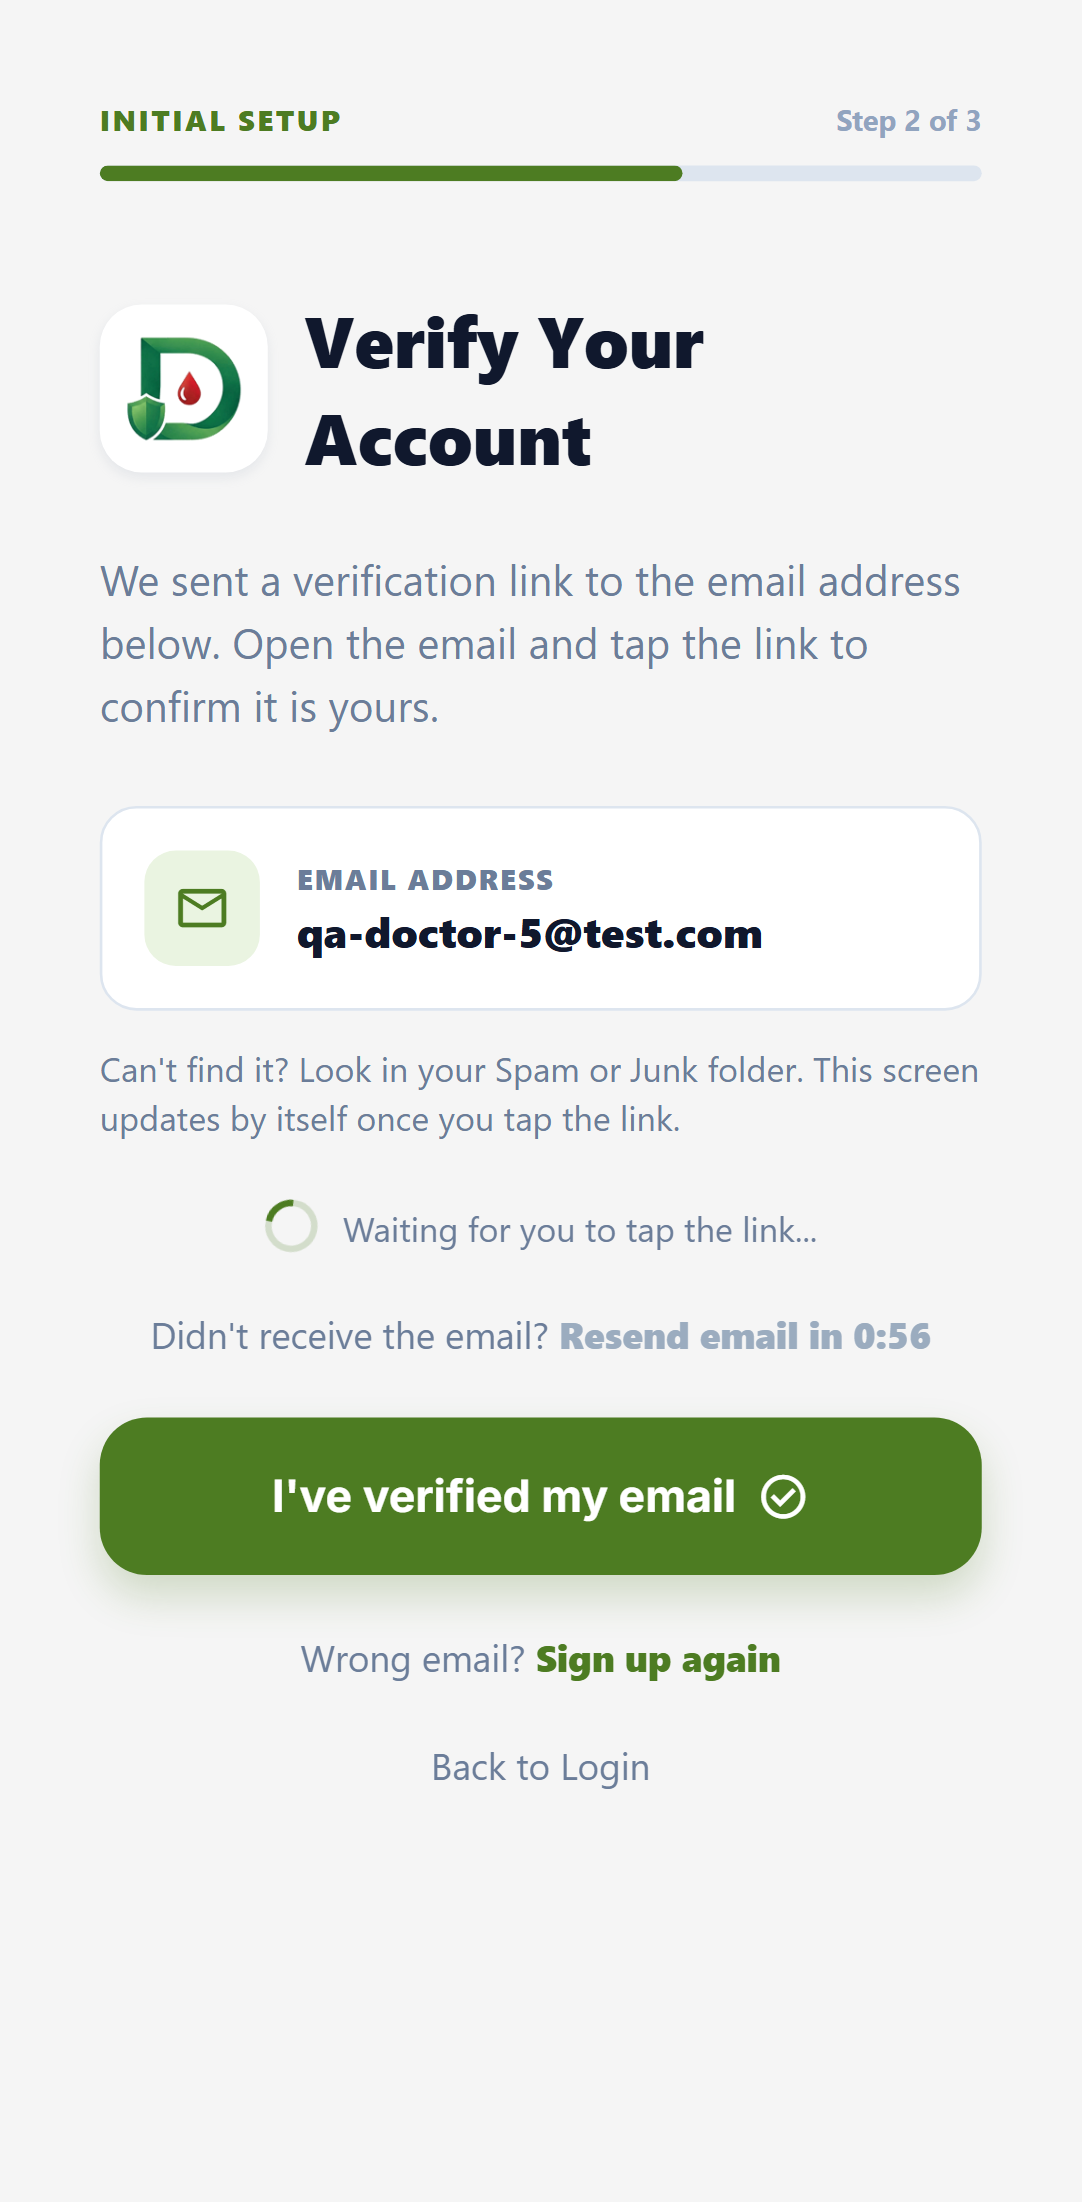 INITIAL SETUP
Step 2 of 3
Verify Your
Account
We sent a verification link to the email address
below. Open the email and tap the link to
confirm it is yours.
EMAIL ADDRESS
qa-doctor-5@test.com
Can't find it? Look in your Spam or Junk folder. This screen
updates by itself once you tap the link.
Waiting for you to tap the link...
Didn't receive the email? Resend email in 0:56
I've verified my email
Wrong email? Sign up again
Back to Login